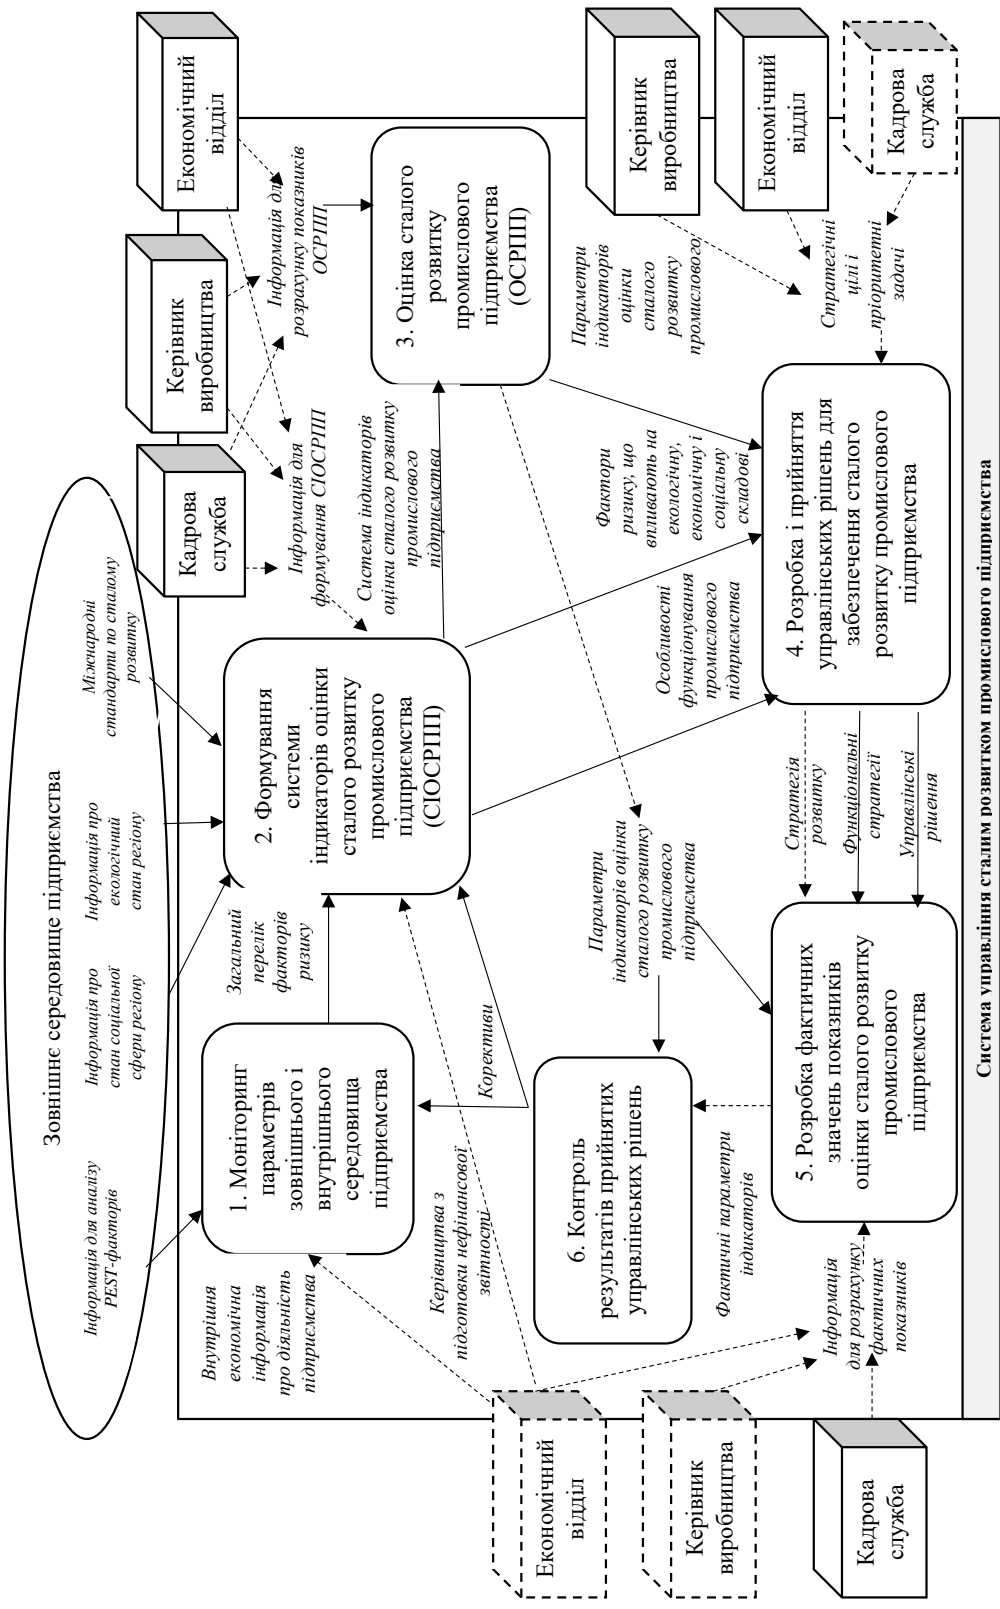 Зовнішнє середовище підприємства
Інформація для аналізу
PEST-факторів
Інформація про
стан соціальної
сфери регіону
Інформація про
екологічний
стан регіону
Міжнародні
стандарти по сталому
розвитку
Кадрова
служба
Керівник
виробництва
Економічний
відділ
Внутрішня
економічна
інформація
про діяльність
підприємства
1. Моніторинг
параметрів
зовнішнього і
внутрішнього
середовища
підприємства
Загальний
перелік
факторів
ризику
2. Формування
системи
індикаторів оцінки
сталого розвитку
промислового
підприємства
(СІОСРПП)
Інформація для
формування СІОСРПП
Інформація для
розрахунку показників
ОСРПП
Система індикаторів
оцінки сталого розвитку
промислового
підприємства
3. Оцінка сталого
розвитку
промислового
підприємства
(ОСРПП)
Керівництва з
підготовки нефінансової
звітності
Корективи
Економічний
відділ
Керівник
виробництва
Кадрова
служба
6. Контроль
результатів прийнятих
управлінських рішень
Параметри
індикаторів оцінки
сталого розвитку
промислового
підприємства
Особливості
функціонування
промислового
підприємства
Фактори
ризику, що
впливають на
екологічну,
економічну і
соціальну
складові
Параметри
індикаторів
оцінки
сталого
розвитку
промислового
Керівник
виробництва
Економічний
відділ
Кадрова
служба
Фактичні параметри
індикаторів
Інформація
для розрахунку
фактичних
показників
5. Розробка фактичних
значень показників
оцінки сталого розвитку
промислового
підприємства
Стратегія
розвитку
Функціональні
стратегії
Управлінські
рішення
4. Розробка і прийняття
управлінських рішень для
забезпечення сталого
розвитку промислового
підприємства
Стратегічні
цілі і
пріоритетні
задачі
Система управління сталим розвитком промислового підприємства